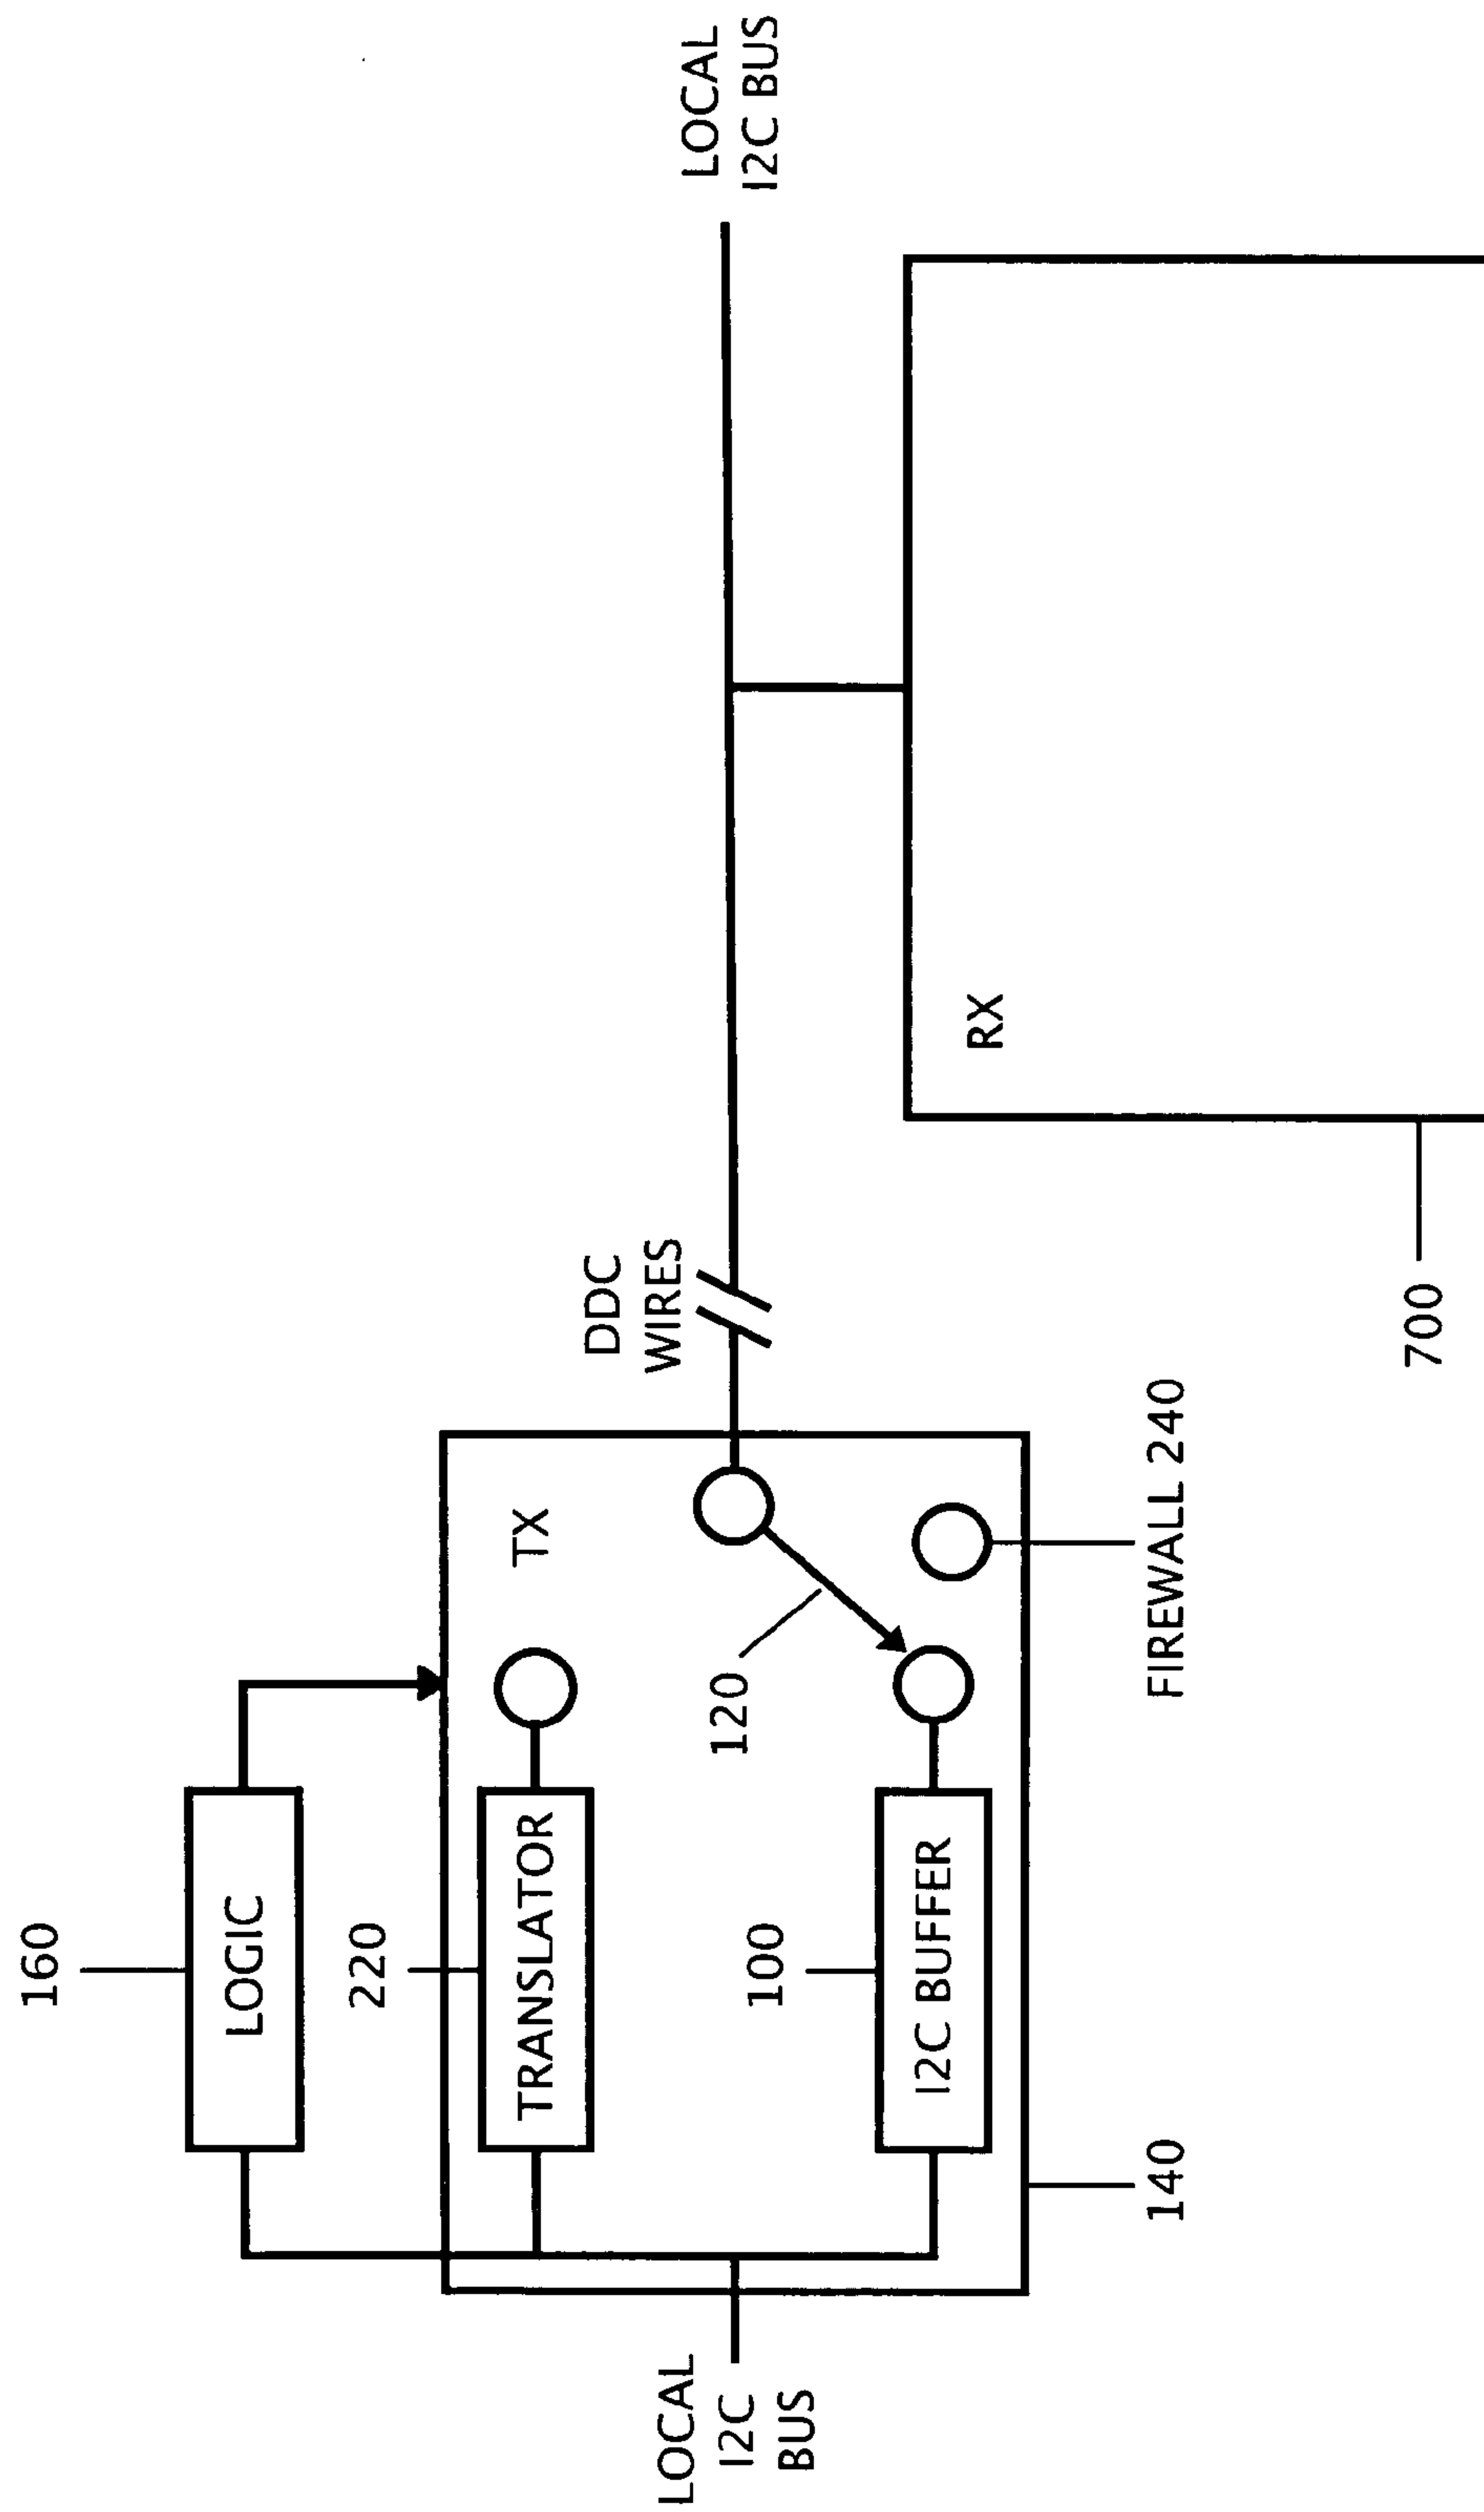 160
LOGIC
220
TRANSLATOR
TX
DDC
WIRES
LOCAL
I2C
BUS
LOCAL
I2C BUS
120
100
I2C BUFFER
RX
140
FIREWALL 240
700